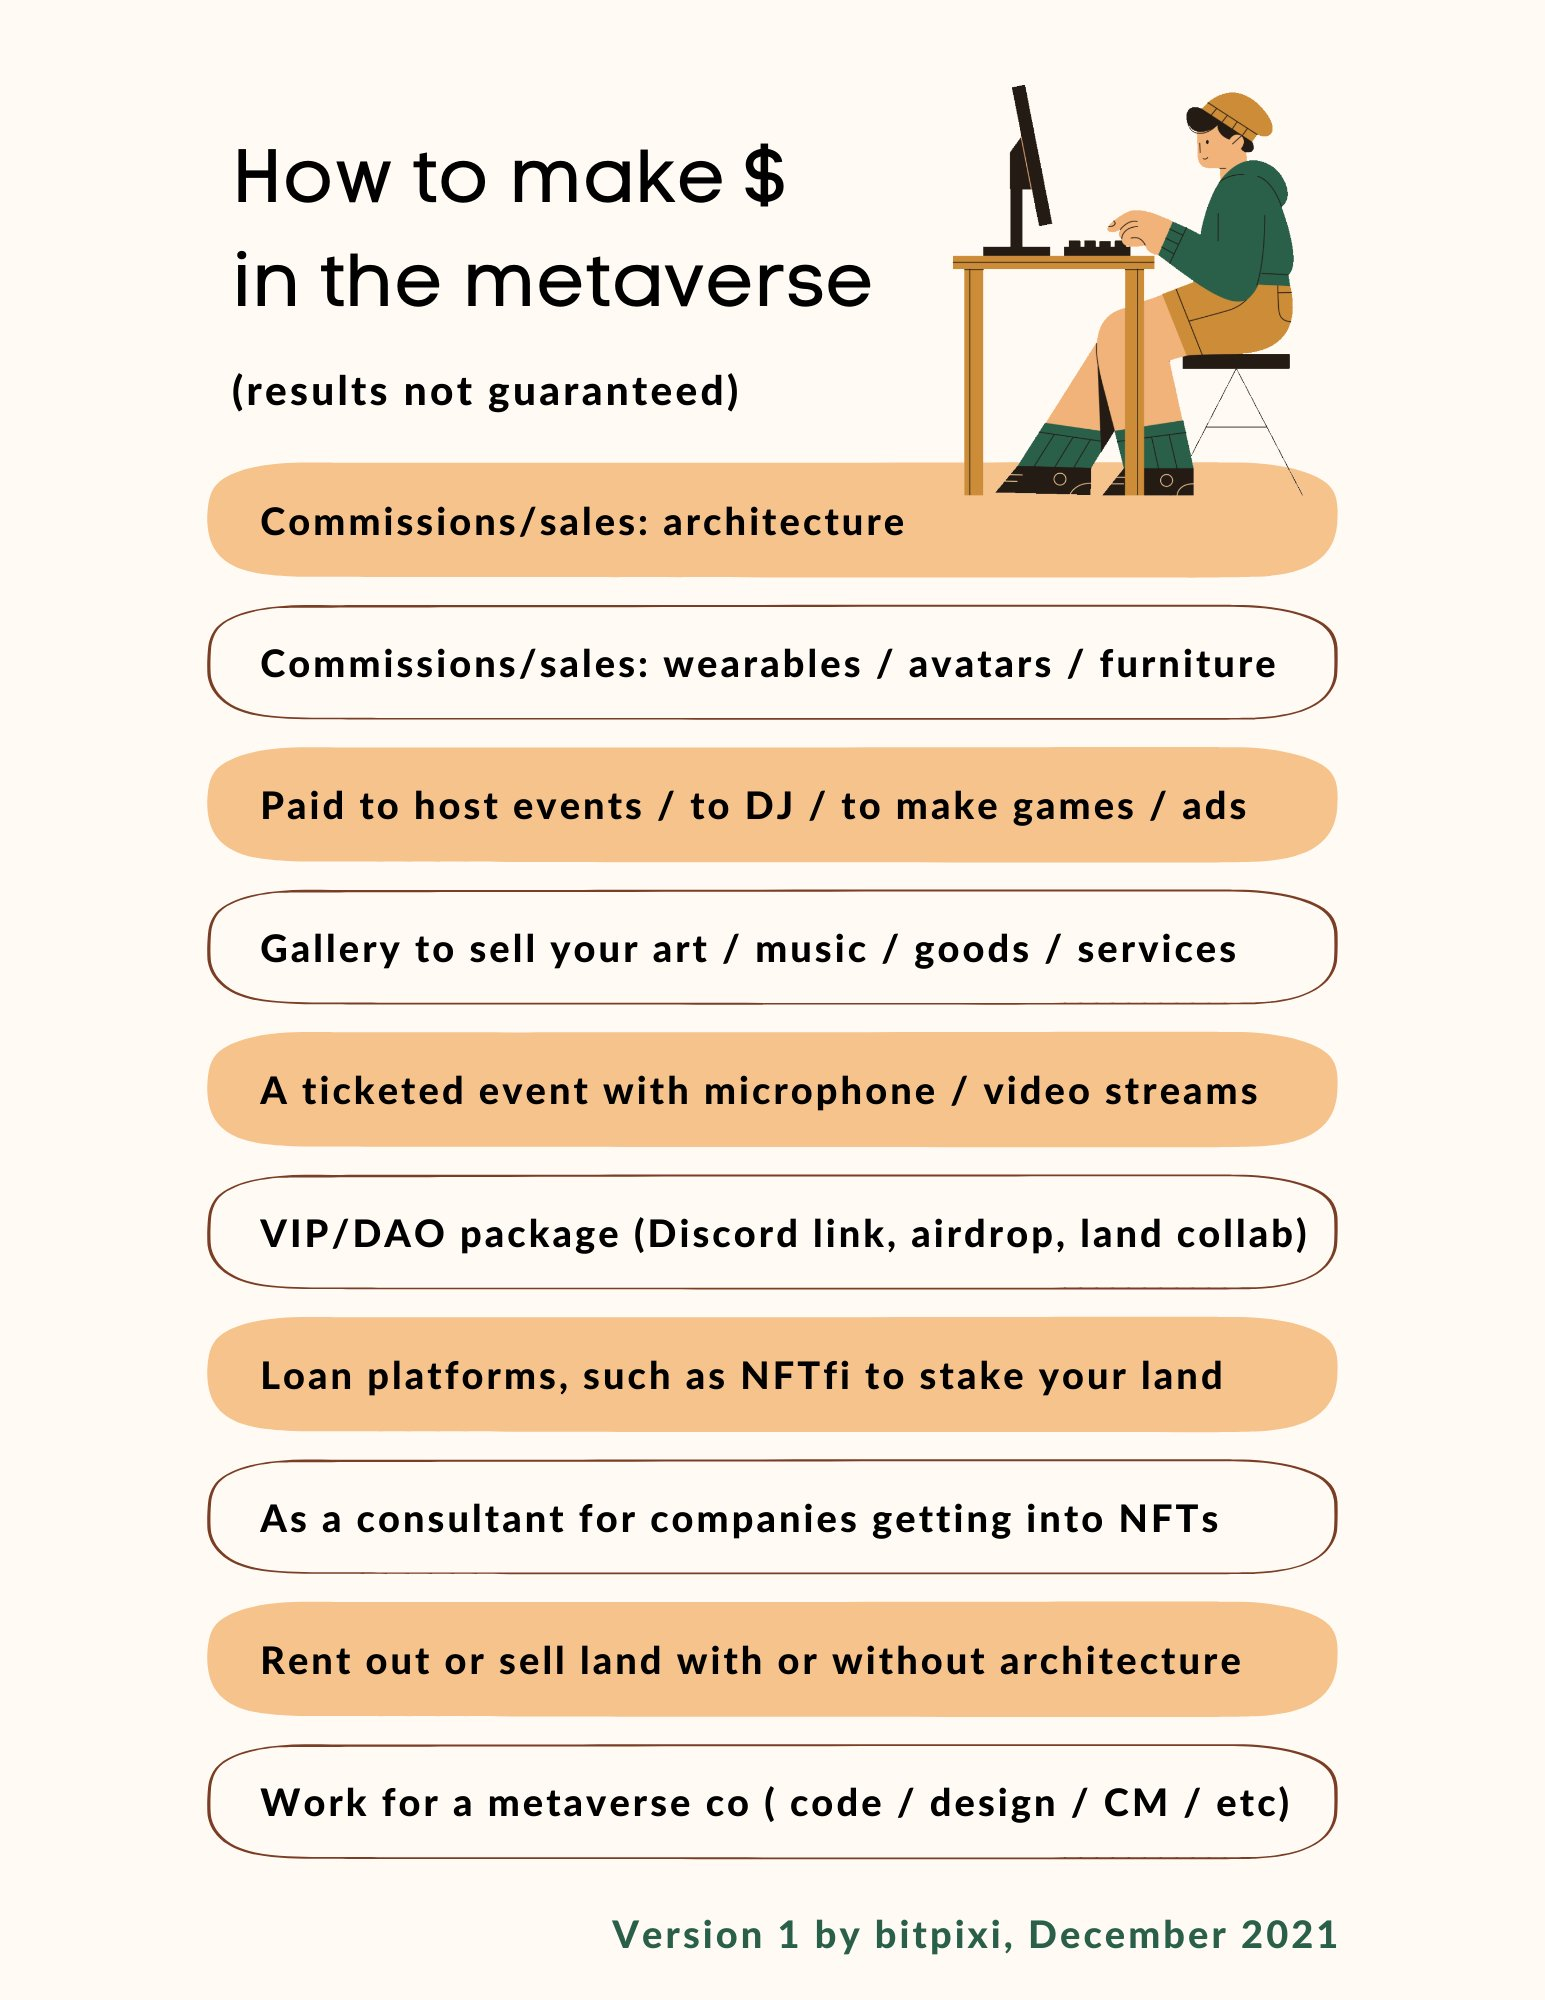 How to make $
in the metaverse
(results not guaranteed)
Commissions/sales: architecture
Commissions/sales: wearables / avatars / furniture
Paid to host events / to DJ / to make games / ads
Gallery to sell your art / music / goods / services
A ticketed event with microphone / video streams
VIP/DAO package (Discord link, airdrop, land collab)
Loan platforms, such as NFTfi to stake your land
As a consultant for companies getting into NFTs
Rent out or sell land with or without architecture
Work for a metaverse co ( code / design / CM / etc)
Version 1 by bitpixi, December 2021